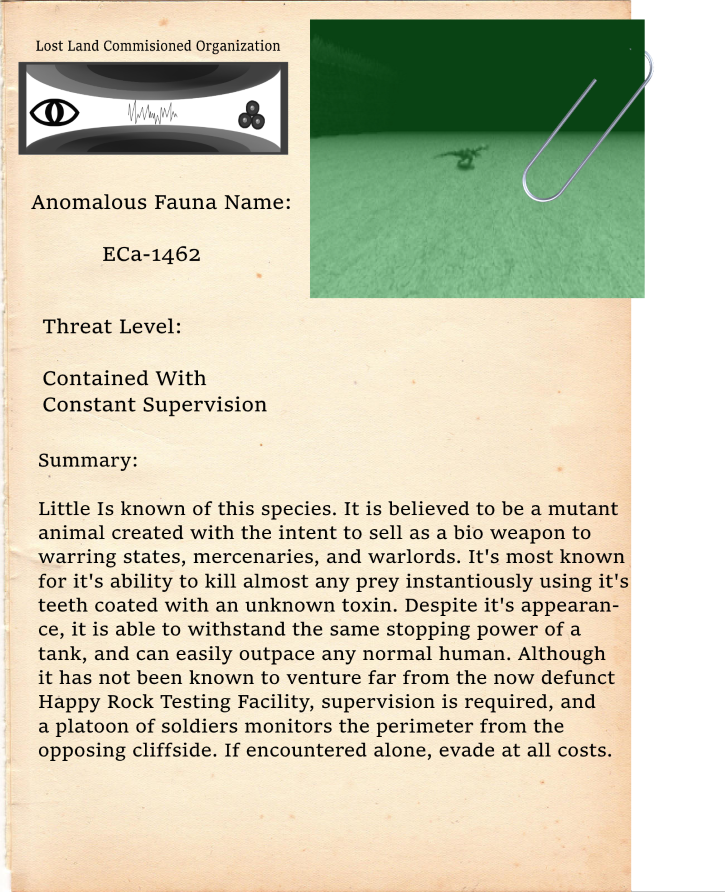 Lost Land Commisioned Organization
Anomalous Fauna Name:
ECa-1462
Threat Level:
Contained With
Constant Supervision
Summary:
Little Is known of this species. It is believed to be a mutant
animal created with the intent to sell as a bio weapon to
warring states, mercenaries, and warlords. It's most known
for it's ability to kill almost any prey instantiously using it's
teeth coated with an unknown toxin. Despite it's appearan-
ce, it is able to withstand the same stopping power of a
tank, and can easily outpace any normal human. Although
it has not been known to venture far from the now defunct
Happy Rock Testing Facility, supervision is required, and
a platoon of soldiers monitors the perimeter from the
opposing cliffside. If encountered alone, evade at all costs.